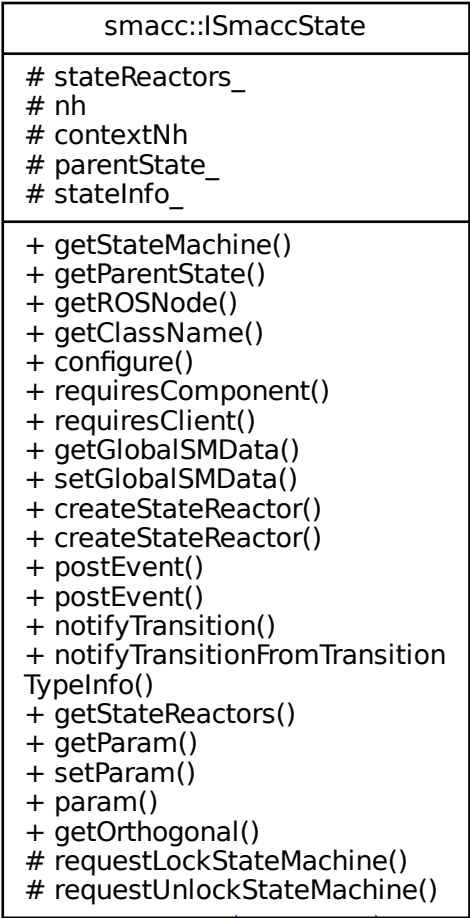 smacc::ISmaccState
# stateReactors_
# nh
# contextNh
# parentState_
# stateInfo_
+ getStateMachine()
+ getParentState()
+ getROSNode()
+ getClassName()
+ configure()
+ requiresComponent()
+ requiresClient()
+ getGlobalSMData()
+ setGlobalSMData()
+ createStateReactor()
+ createStateReactor()
+ postEvent()
+ postEvent()
+ notifyTransition()
+ notifyTransitionFromTransition
TypeInfo()
+ getStateReactors()
+ getParam()
+ setParam()
+ param()
+ getOrthogonal()
# requestLockStateMachine()
# requestUnlockStateMachine()